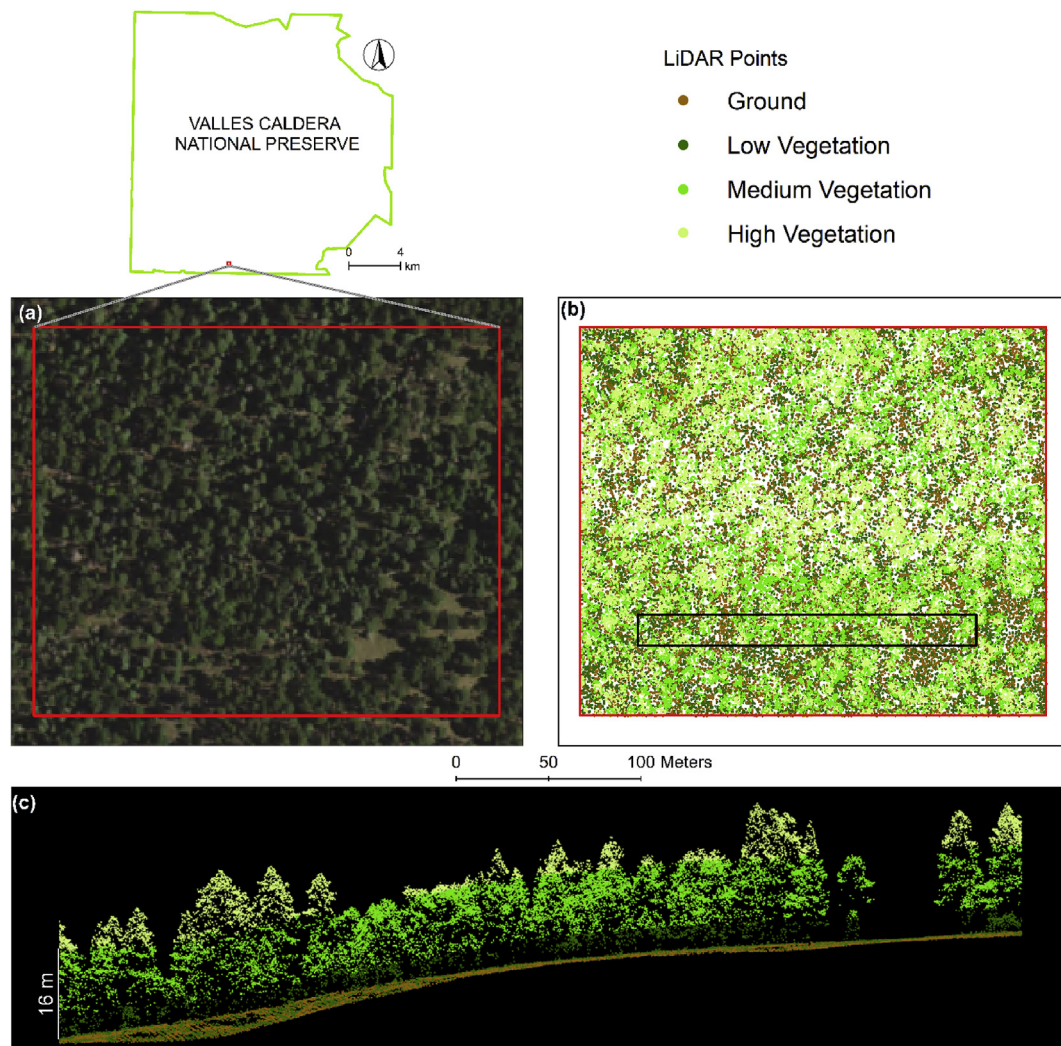 VALLES CALDERA
NATIONAL PRESERVE
0 4
km
LiDAR Points
Ground
Low Vegetation
Medium Vegetation
High Vegetation
(a)
(b)
0 50 100 Meters
(c)
16 m